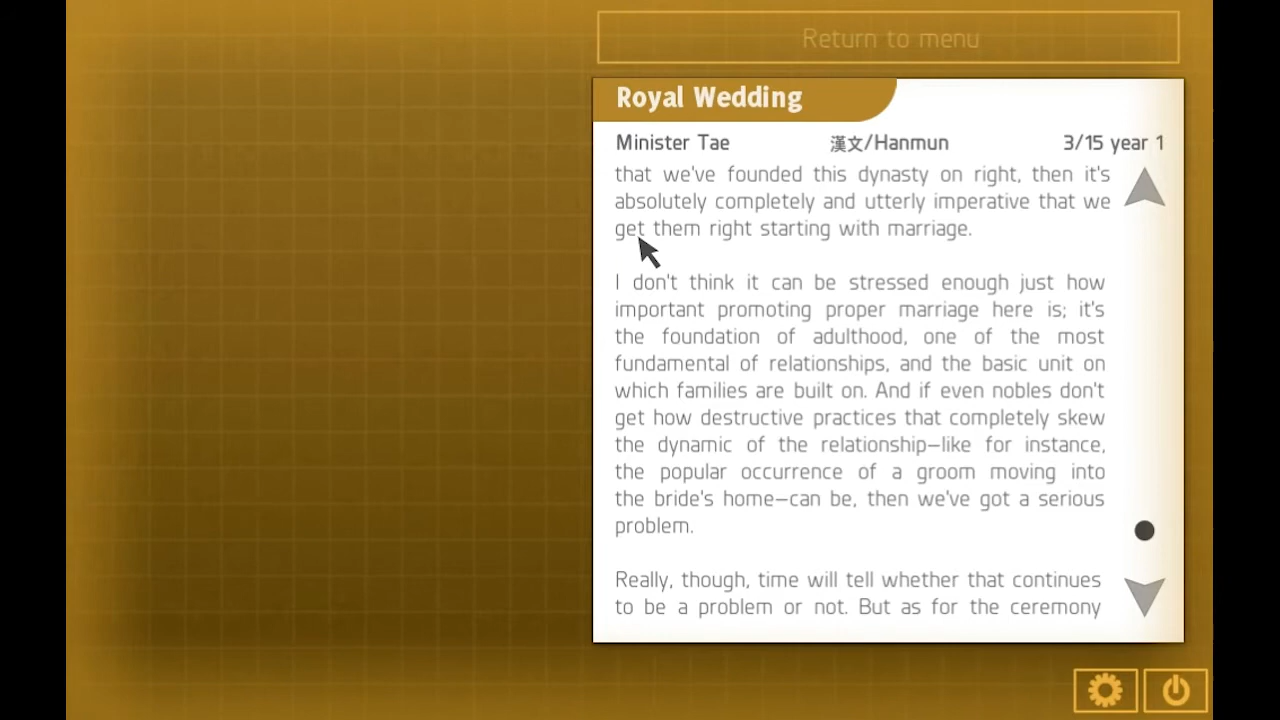 Return to menu
Royal Wedding
Minister Tae 漢文/Hanmun 3/15 year 1
that we've founded this dynasty on right, then it's
absolutely completely and utterly imperative that we
get them right starting with marriage.
I don't think it can be stressed enough just how
important promoting proper marriage here is; it's
the foundation of adulthood, one of the most
fundamental of relationships, and the basic unit on
which families are built on. And if even nobles don't
get how destructive practices that completely skew
the dynamic of the relationship—like for instance,
the popular occurrence of a groom moving into
the bride's home—can be, then we've got a serious
problem.
Really, though, time will tell whether that continues
to be a problem or not. But as for the ceremony